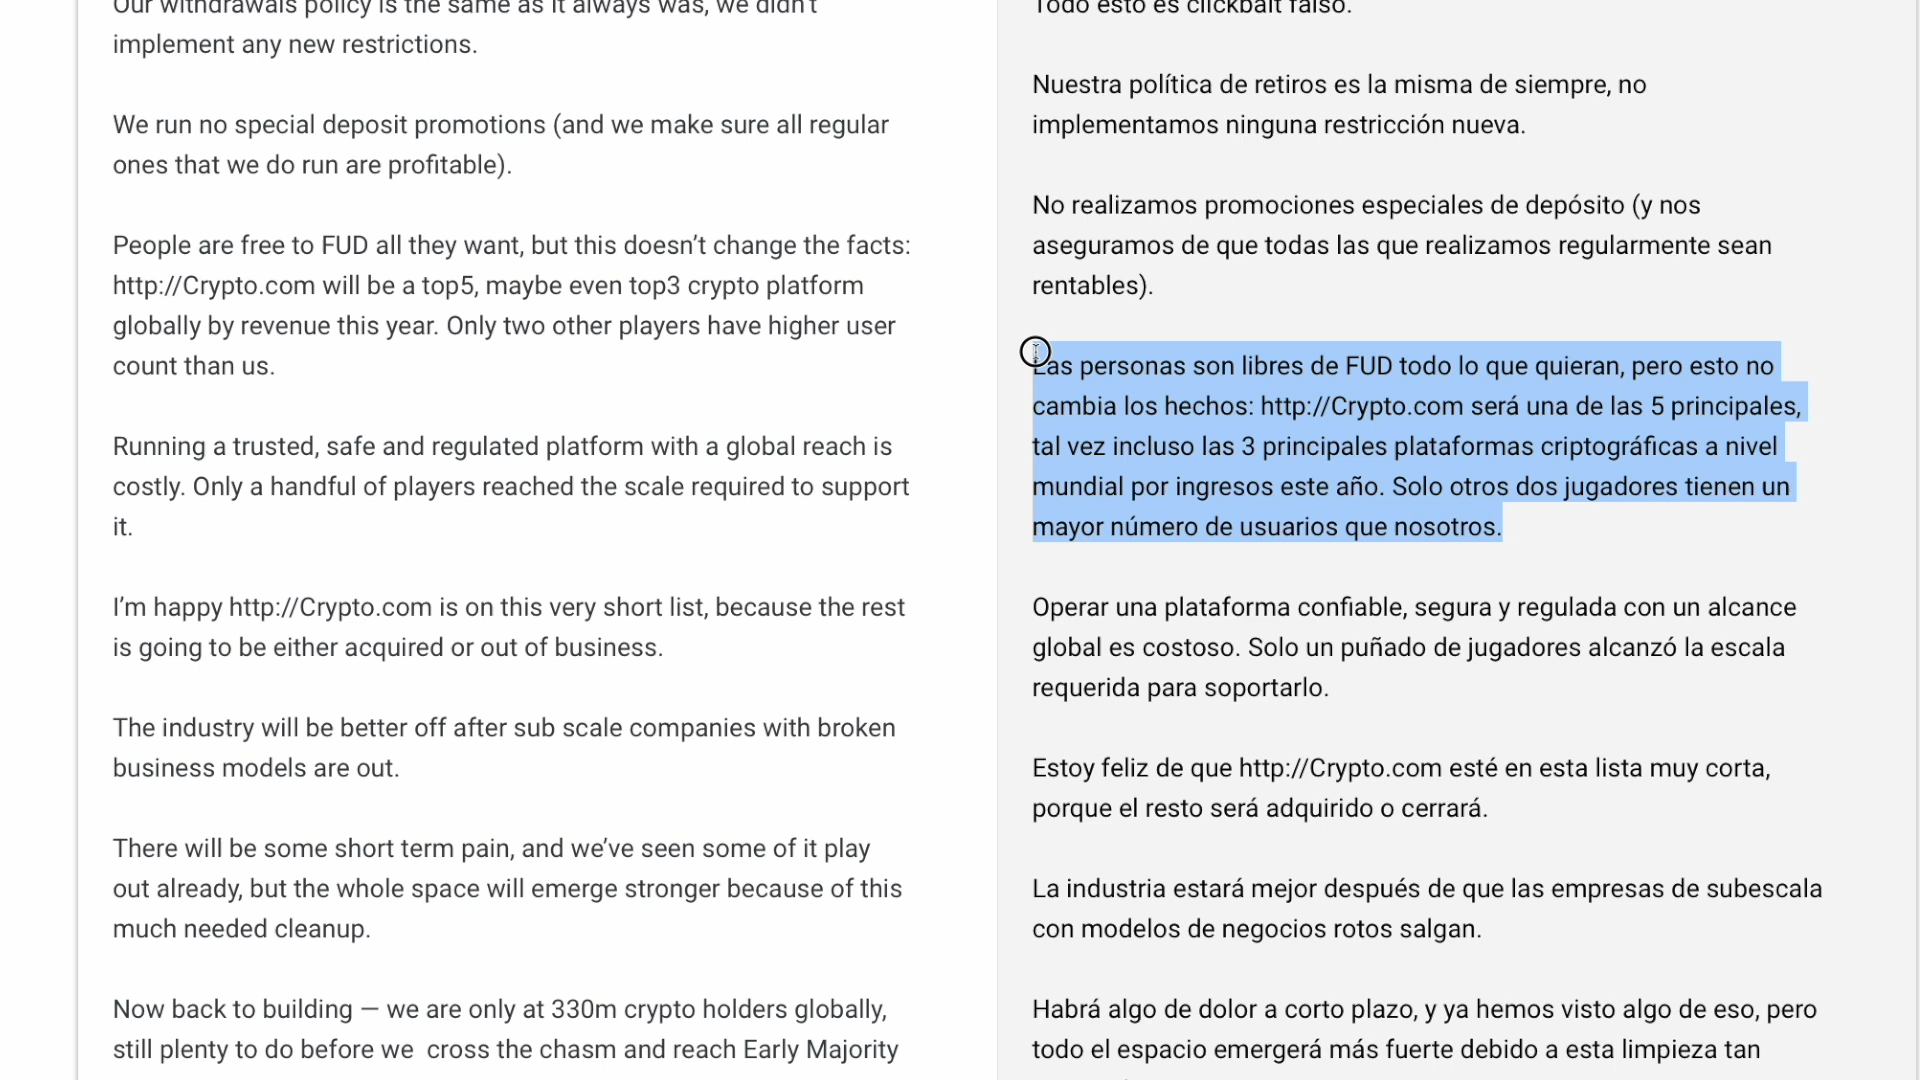 Our withdrawals policy is the same as it always was, we didn't
implement any new restrictions.
We run no special deposit promotions (and we make sure all regular
ones that we do run are profitable).
People are free to FUD all they want, but this doesn’t change the facts:
http://Crypto.com will be a top5, maybe even top3 crypto platform
globally by revenue this year. Only two other players have higher user
count than us.
Running a trusted, safe and regulated platform with a global reach is
costly. Only a handful of players reached the scale required to support
it.
I’m happy http://Crypto.com is on this very short list, because the rest
is going to be either acquired or out of business.
The industry will be better off after sub scale companies with broken
business models are out.
There will be some short term pain, and we’ve seen some of it play
out already, but the whole space will emerge stronger because of this
much needed cleanup.
Now back to building — we are only at 330m crypto holders globally,
still plenty to do before we  cross the chasm and reach Early Majority
Todo esto es clickbait falso.
Nuestra política de retiros es la misma de siempre, no
implementamos ninguna restricción nueva.
No realizamos promociones especiales de depósito (y nos
aseguramos de que todas las que realizamos regularmente sean
rentables).
Las personas son libres de FUD todo lo que quieran, pero esto no
cambia los hechos: http://Crypto.com será una de las 5 principales,
tal vez incluso las 3 principales plataformas criptográficas a nivel
mundial por ingresos este año. Solo otros dos jugadores tienen un
mayor número de usuarios que nosotros.
Operar una plataforma confiable, segura y regulada con un alcance
global es costoso. Solo un puñado de jugadores alcanzó la escala
requerida para soportarlo.
Estoy feliz de que http://Crypto.com esté en esta lista muy corta,
porque el resto será adquirido o cerrará.
La industria estará mejor después de que las empresas de subescala
con modelos de negocios rotos salgan.
Habrá algo de dolor a corto plazo, y ya hemos visto algo de eso, pero
todo el espacio emergerá más fuerte debido a esta limpieza tan